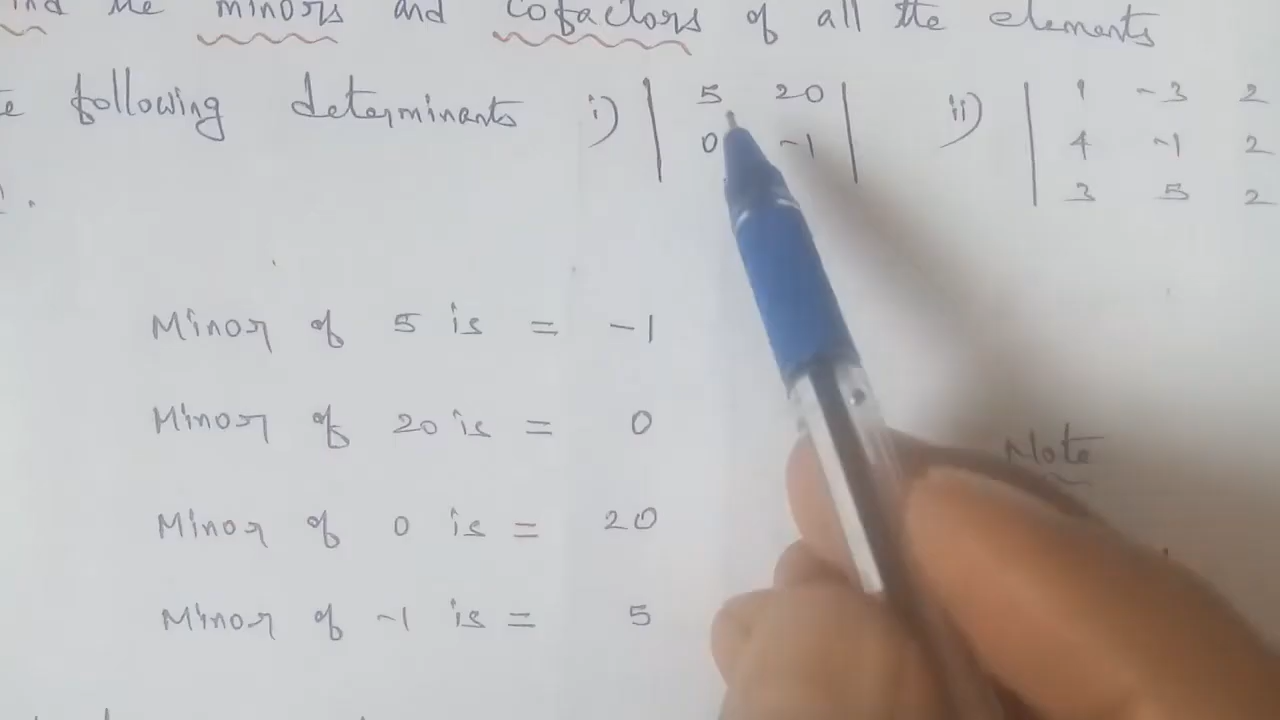 the minors and cofactors of all the elements
following determinants i) | 5 20 | ii) | 1 -3 2
0 -1 4 -1 2
3 5 2
Minor of 5 is = -1
Minor of 20 is = 0
Note
Minor of 0 is = 20
Minor of -1 is = 5